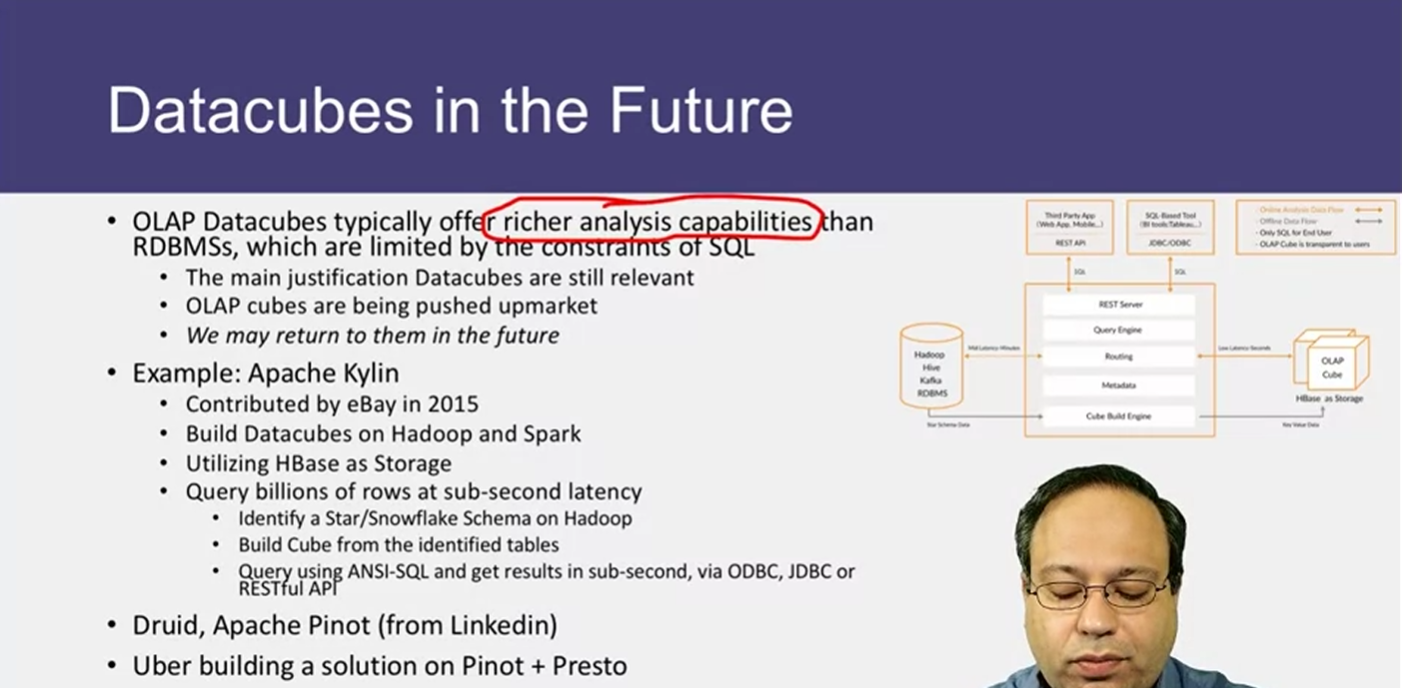 Datacubes in the Future
• OLAP Datacubes typically offer richer analysis capabilities than
RDBMSs, which are limited by the constraints of SQL
• The main justification Datacubes are still relevant
• OLAP cubes are being pushed upmarket
• We may return to them in the future
• Example: Apache Kylin
• Contributed by eBay in 2015
• Build Datacubes on Hadoop and Spark
• Utilizing HBase as Storage
• Query billions of rows at sub-second latency
• Identify a Star/Snowflake Schema on Hadoop
• Build Cube from the identified tables
• Query using ANSI-SQL and get results in sub-second, via ODBC, JDBC or
RESTful API
• Druid, Apache Pinot (from Linkedin)
• Uber building a solution on Pinot + Presto
Third Party App
(Web App, Mobile...)
REST API
SQL-Based Tool
(BI tools:Tableau...)
JDBC/ODBC
- Online Analysis Data Flow
- Offline Data Flow
- Only SQL for End User
- OLAP Cube is transparent to users
SQL
SQL
REST Server
Query Engine
Routing
Metadata
Cube Build Engine
Hadoop
Hive
Kafka
RDBMS
Mid Latency-Minutes
Low Latency-Seconds
OLAP
Cube
HBase as Storage
Star Schema Data
Key Value Data